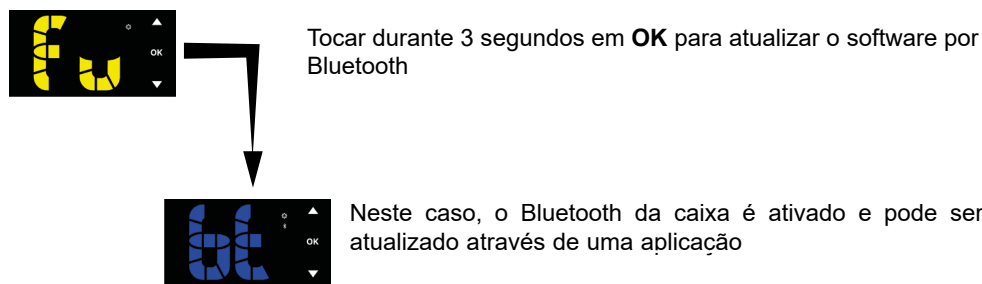 Fu
OK
Tocar durante 3 segundos em OK para atualizar o software por
Bluetooth
bt
OK
Neste caso, o Bluetooth da caixa é ativado e pode ser
atualizado através de uma aplicação